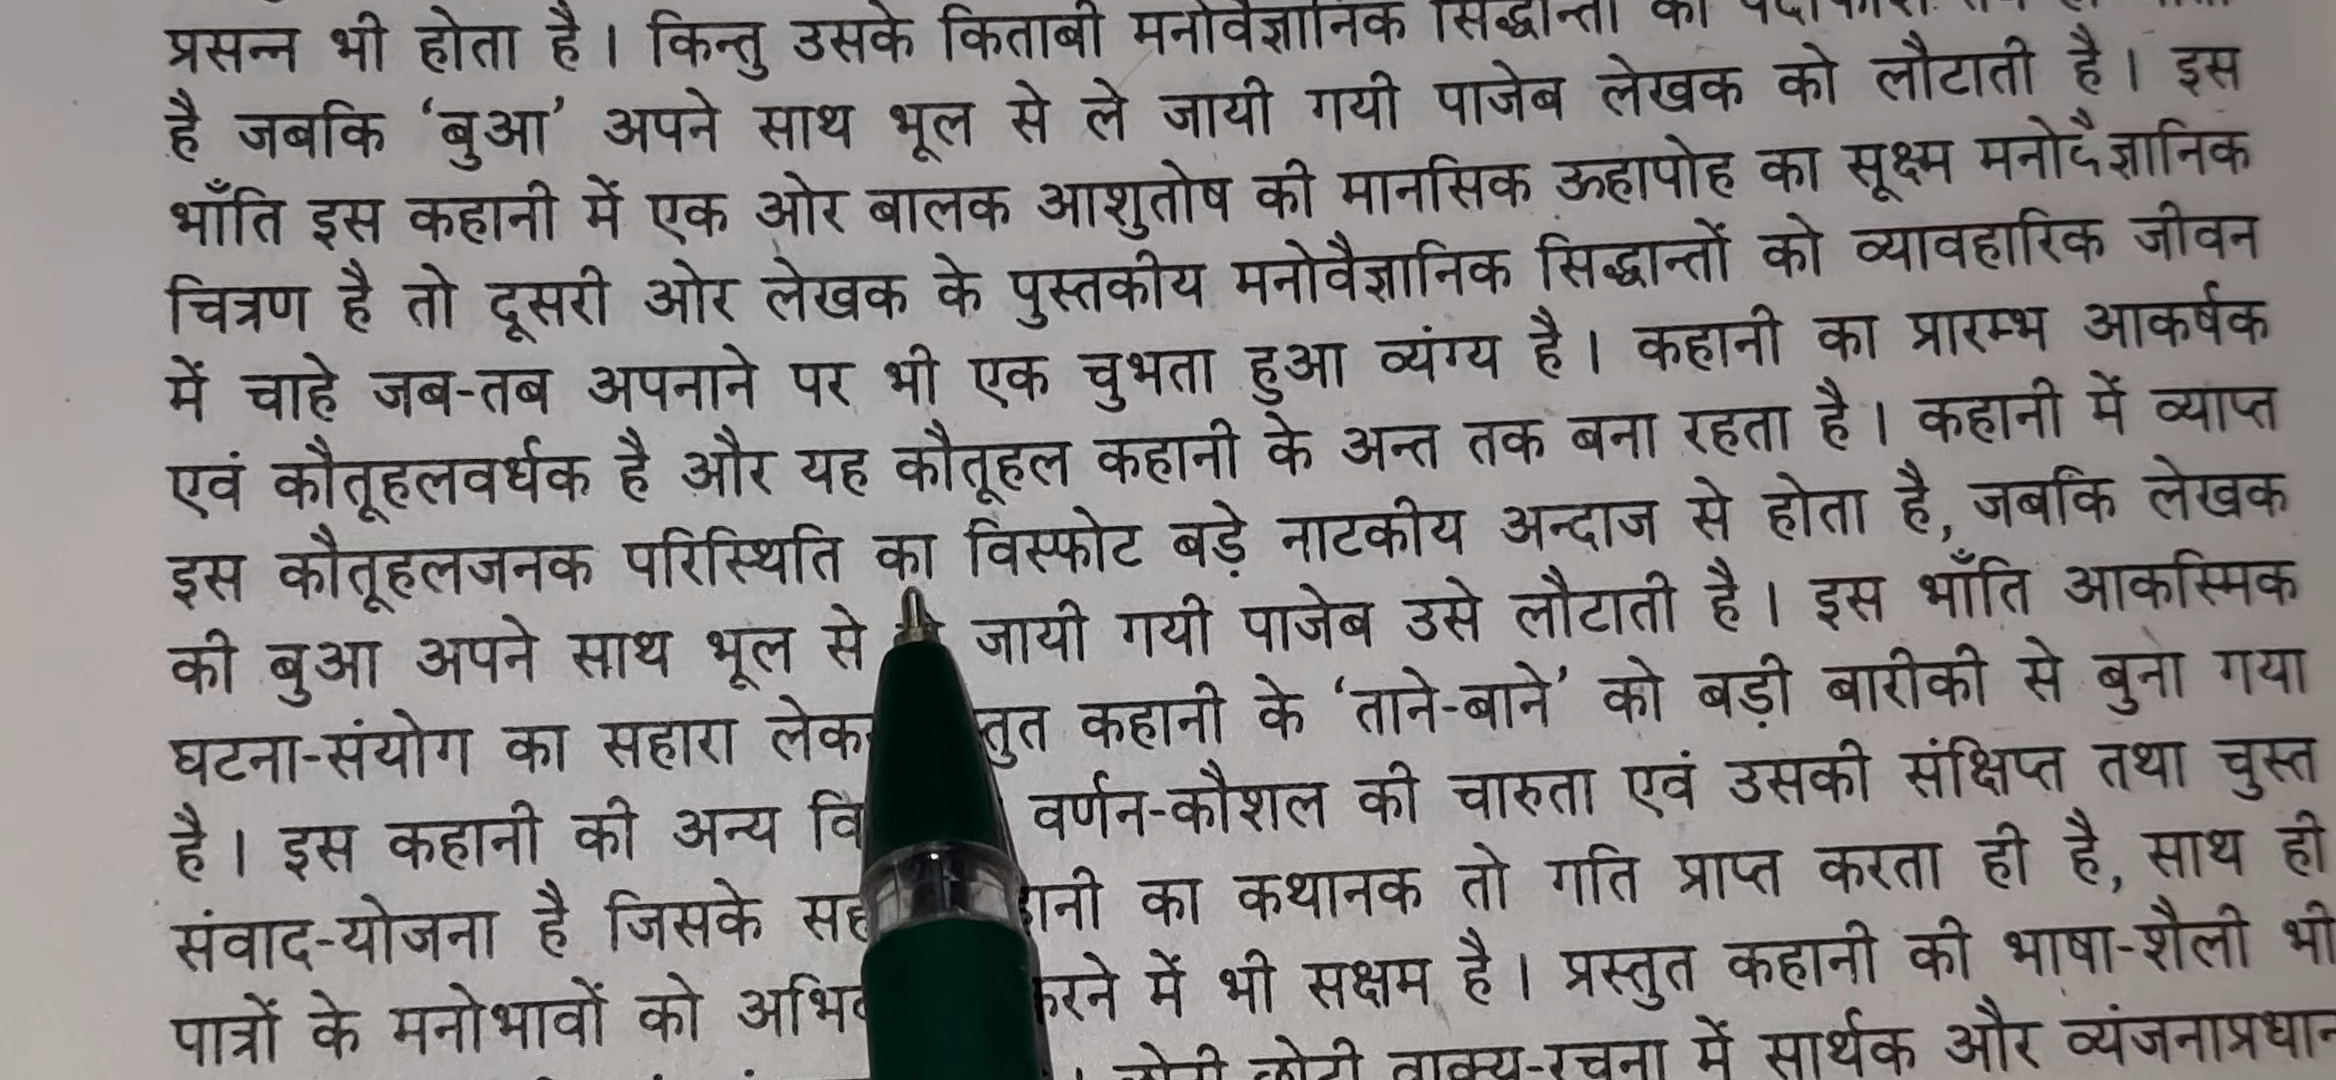 प्रसन्न भी होता है। किन्तु उसके किताबी मनोवैज्ञानिक सिद्धान्तों का
है जबकि ‘बुआ’ अपने साथ भूल से ले जायी गयी पाजेब लेखक को लौटाती है। इस
भाँति इस कहानी में एक ओर बालक आशुतोष की मानसिक ऊहापोह का सूक्ष्म मनोदैज्ञानिक
चित्रण है तो दूसरी ओर लेखक के पुस्तकीय मनोवैज्ञानिक सिद्धान्तों को व्यावहारिक जीवन
में चाहे जब-तब अपनाने पर भी एक चुभता हुआ व्यंग्य है। कहानी का प्रारम्भ आकर्षक
एवं कौतूहलवर्धक है और यह कौतूहल कहानी के अन्त तक बना रहता है। कहानी में व्याप्त
इस कौतूहलजनक परिस्थिति का विस्फोट बड़े नाटकीय अन्दाज से होता है, जबकि लेखक
की बुआ अपने साथ भूल से जायी गयी पाजेब उसे लौटाती है। इस भाँति आकस्मिक
घटना-संयोग का सहारा कहानी के ‘ताने-बाने’ को बड़ी बारीकी से बुना गया
है। इस कहानी की अन्य वर्णन-कौशल की चारुता एवं उसकी संक्षिप्त तथा चुस्त
संवाद-योजना है जिसके का कथानक तो गति प्राप्त करता ही है, साथ ही
पात्रों के मनोभावों को में भी सक्षम है। प्रस्तुत कहानी की भाषा-शैली भी
वाक्य-रचना में सार्थक और व्यंजनाप्रधान